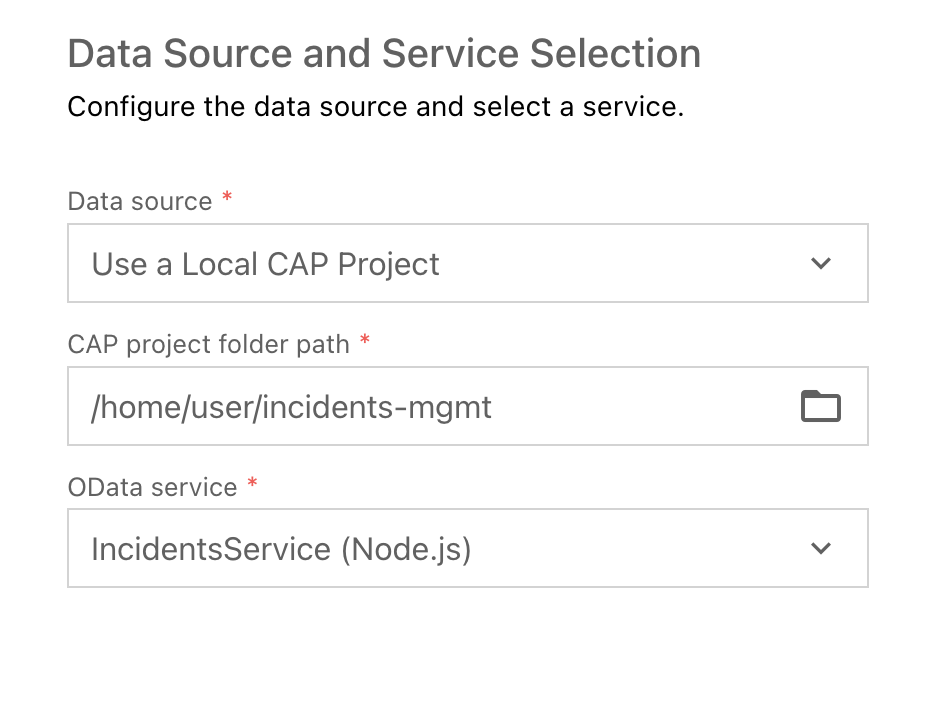 Data Source and Service Selection
Configure the data source and select a service.
Data source *
Use a Local CAP Project
CAP project folder path *
/home/user/incidents-mgmt
OData service *
IncidentsService (Node.js)